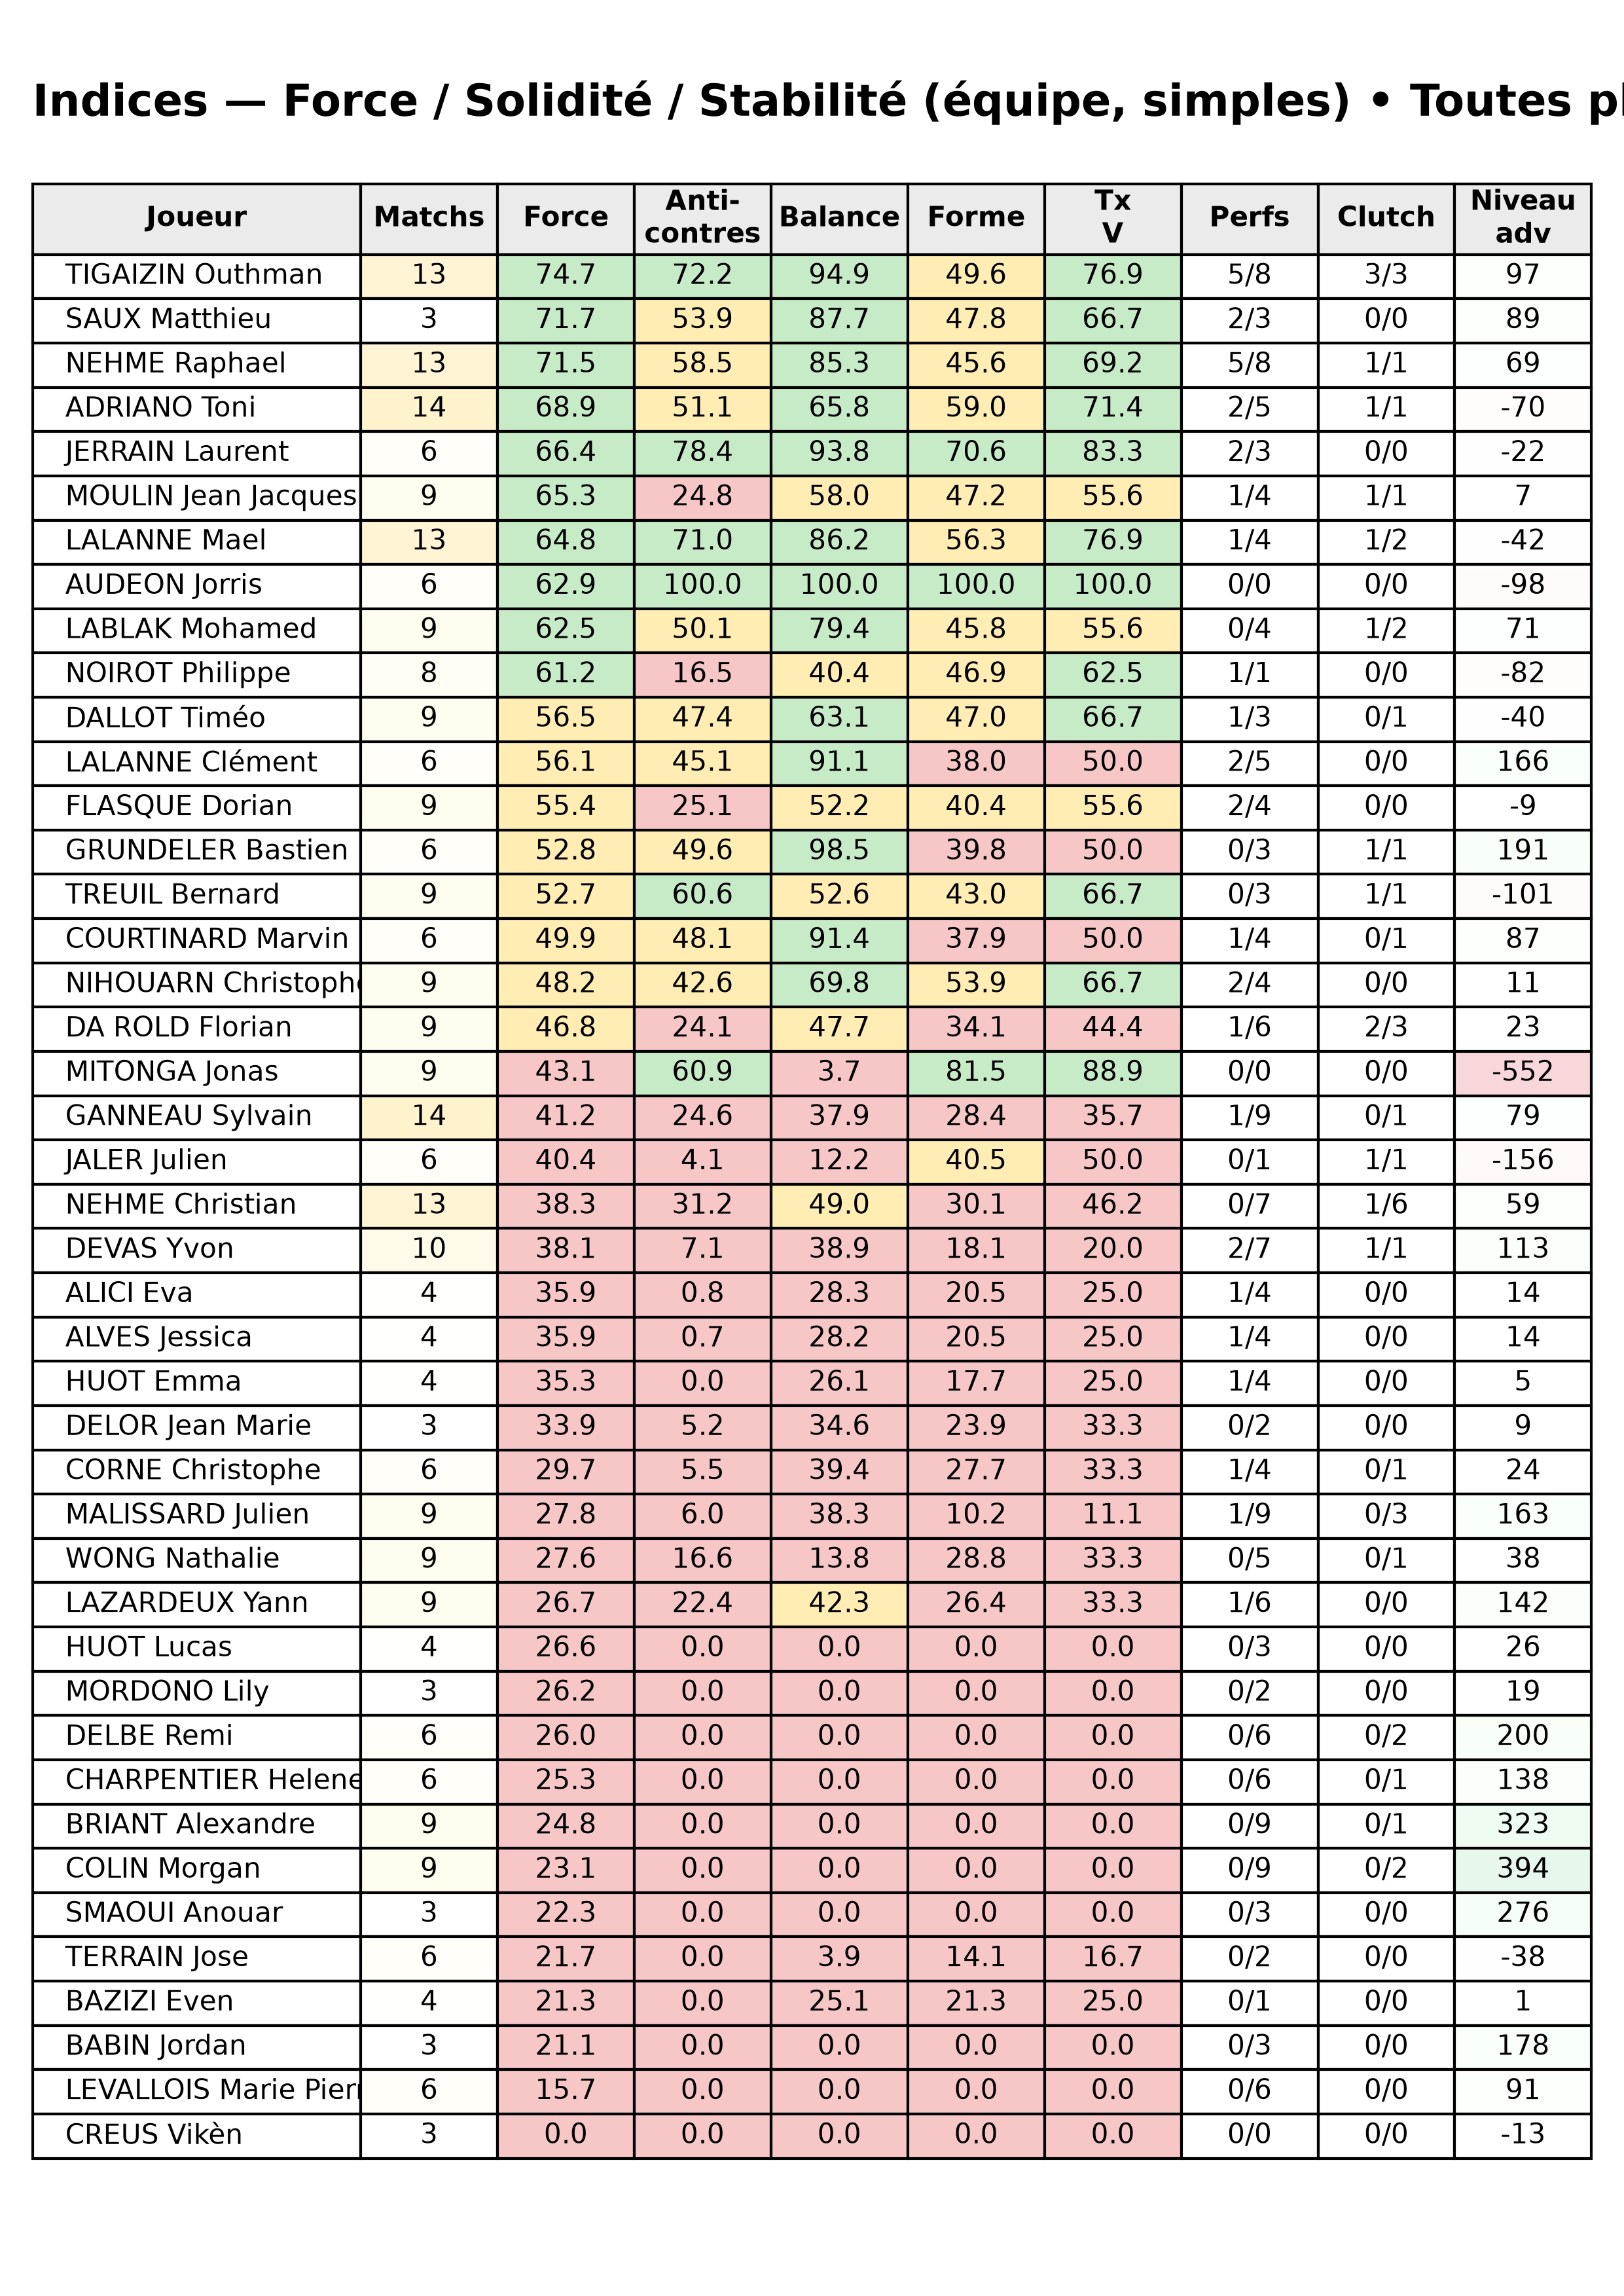 Indices — Force / Solidité / Stabilité (équipe, simples) • Toutes
Joueur Matchs Force Anti-contres Balance Forme Tx V Perfs Clutch Niveau adv
TIGAIZIN Outhman 13 74.7 72.2 94.9 49.6 76.9 5/8 3/3 97
SAUX Matthieu 3 71.7 53.9 87.7 47.8 66.7 2/3 0/0 89
NEHME Raphael 13 71.5 58.5 85.3 45.6 69.2 5/8 1/1 69
ADRIANO Toni 14 68.9 51.1 65.8 59.0 71.4 2/5 1/1 -70
JERRAIN Laurent 6 66.4 78.4 93.8 70.6 83.3 2/3 0/0 -22
MOULIN Jean Jacques 9 65.3 24.8 58.0 47.2 55.6 1/4 1/1 7
LALANNE Mael 13 64.8 71.0 86.2 56.3 76.9 1/4 1/2 -42
AUDEON Jorris 6 62.9 100.0 100.0 100.0 100.0 0/0 0/0 -98
LABLAK Mohamed 9 62.5 50.1 79.4 45.8 55.6 0/4 1/2 71
NOIROT Philippe 8 61.2 16.5 40.4 46.9 62.5 1/1 0/0 -82
DALLOT Timéo 9 56.5 47.4 63.1 47.0 66.7 1/3 0/1 -40
LALANNE Clément 6 56.1 45.1 91.1 38.0 50.0 2/5 0/0 166
FLASQUE Dorian 9 55.4 25.1 52.2 40.4 55.6 2/4 0/0 -9
GRUNDELER Bastien 6 52.8 49.6 98.5 39.8 50.0 0/3 1/1 191
TREUIL Bernard 9 52.7 60.6 52.6 43.0 66.7 0/3 1/1 -101
COURTINARD Marvin 6 49.9 48.1 91.4 37.9 50.0 1/4 0/1 87
NIHOUARN Christophe 9 48.2 42.6 69.8 53.9 66.7 2/4 0/0 11
DA ROLD Florian 9 46.8 24.1 47.7 34.1 44.4 1/6 2/3 23
MITONGA Jonas 9 43.1 60.9 3.7 81.5 88.9 0/0 0/0 -552
GANNEAU Sylvain 14 41.2 24.6 37.9 28.4 35.7 1/9 0/1 79
JALER Julien 6 40.4 4.1 12.2 40.5 50.0 0/1 1/1 -156
NEHME Christian 13 38.3 31.2 49.0 30.1 46.2 0/7 1/6 59
DEVAS Yvon 10 38.1 7.1 38.9 18.1 20.0 2/7 1/1 113
ALICI Eva 4 35.9 0.8 28.3 20.5 25.0 1/4 0/0 14
ALVES Jessica 4 35.9 0.7 28.2 20.5 25.0 1/4 0/0 14
HUOT Emma 4 35.3 0.0 26.1 17.7 25.0 1/4 0/0 5
DELOR Jean Marie 3 33.9 5.2 34.6 23.9 33.3 0/2 0/0 9
CORNE Christophe 6 29.7 5.5 39.4 27.7 33.3 1/4 0/1 24
MALISSARD Julien 9 27.8 6.0 38.3 10.2 11.1 1/9 0/3 163
WONG Nathalie 9 27.6 16.6 13.8 28.8 33.3 0/5 0/1 38
LAZARDEUX Yann 9 26.7 22.4 42.3 26.4 33.3 1/6 0/0 142
HUOT Lucas 4 26.6 0.0 0.0 0.0 0.0 0/3 0/0 26
MORDONO Lily 3 26.2 0.0 0.0 0.0 0.0 0/2 0/0 19
DELBE Remi 6 26.0 0.0 0.0 0.0 0.0 0/6 0/2 200
CHARPENTIER Helene 6 25.3 0.0 0.0 0.0 0.0 0/6 0/1 138
BRIANT Alexandre 9 24.8 0.0 0.0 0.0 0.0 0/9 0/1 323
COLIN Morgan 9 23.1 0.0 0.0 0.0 0.0 0/9 0/2 394
SMAOUI Anouar 3 22.3 0.0 0.0 0.0 0.0 0/3 0/0 276
TERRAIN Jose 6 21.7 0.0 3.9 14.1 16.7 0/2 0/0 -38
BAZIZI Even 4 21.3 0.0 25.1 21.3 25.0 0/1 0/0 1
BABIN Jordan 3 21.1 0.0 0.0 0.0 0.0 0/3 0/0 178
LEVALLOIS Marie 6 15.7 0.0 0.0 0.0 0.0 0/6 0/0 91
CREUS Vikèn 3 0.0 0.0 0.0 0.0 0.0 0/0 0/0 -13